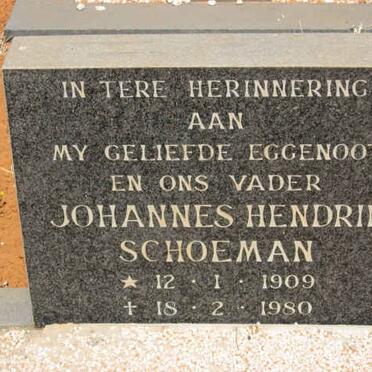 IN TERE HERINNERING
AAN
MY GELIEFDE EGGENOOT
EN ONS VADER
JOHANNES HENDRI
SCHOEMAN
★ 12 · 1 · 1909
✝ 18 · 2 · 1980